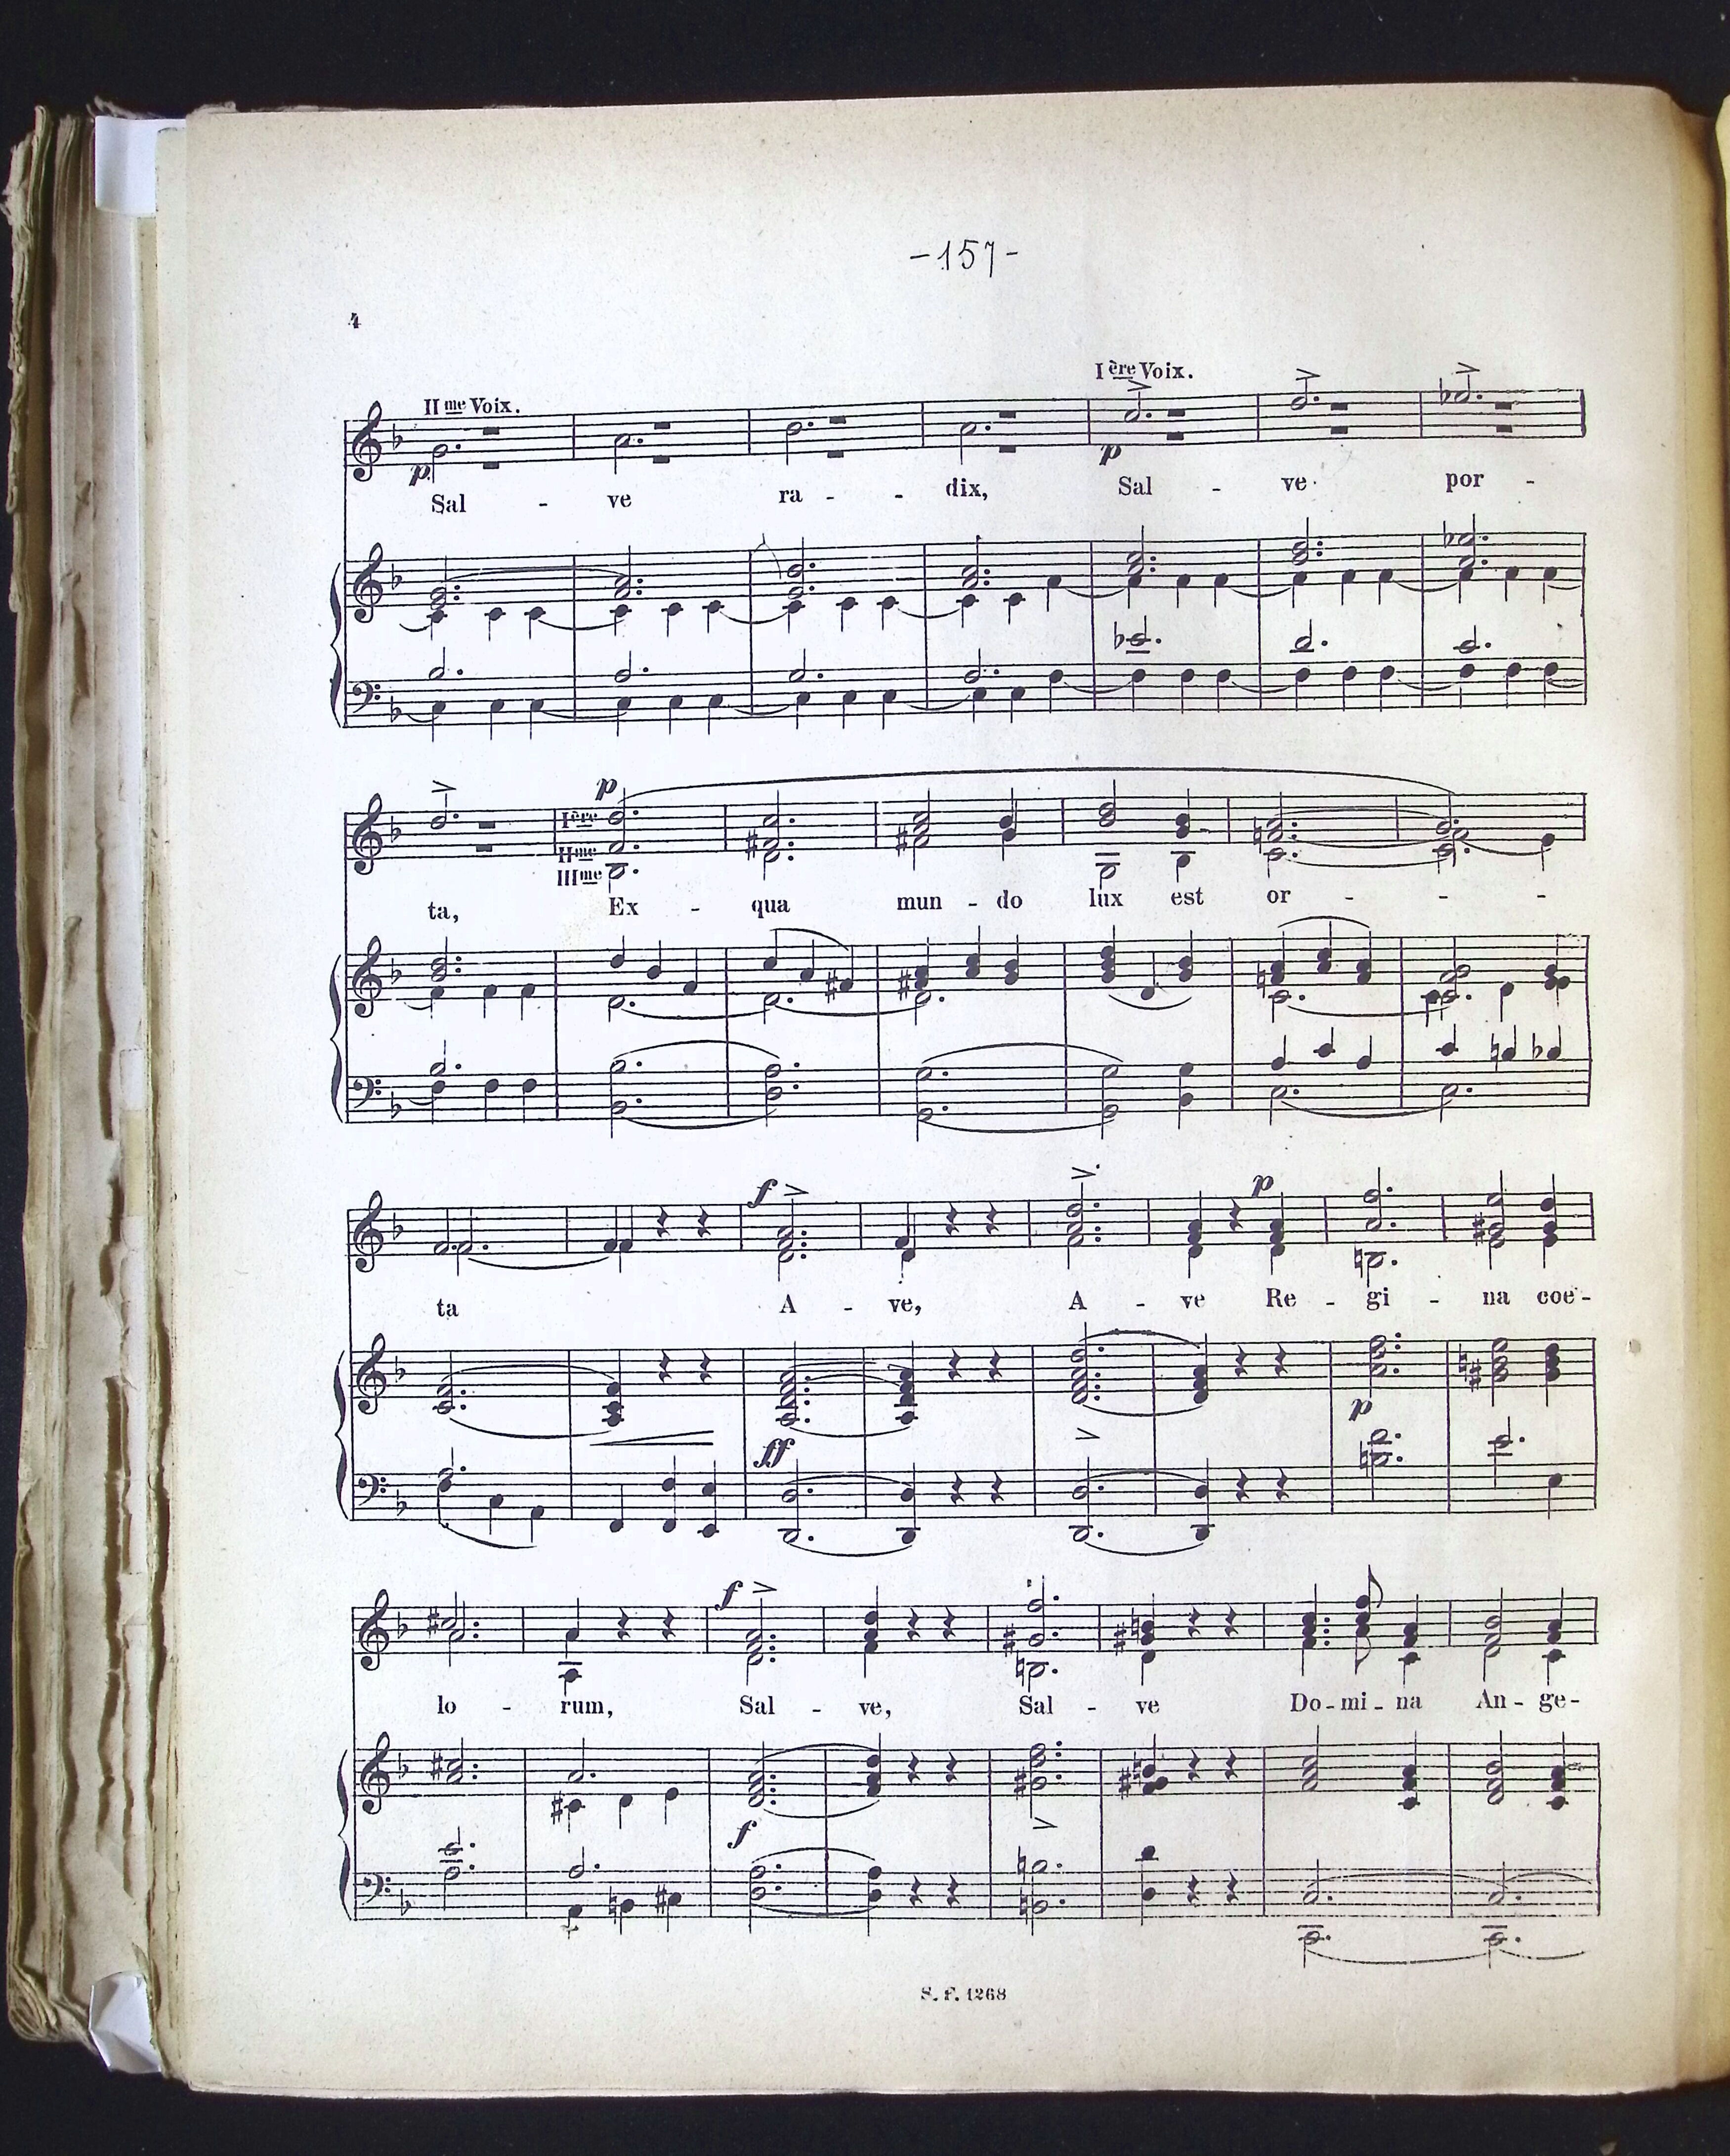 -157-
4
IIme Voix. Ière Voix.
p p
Sal - ve ra - - dix, Sal - ve por -
p
Ière
IIme
IIIme
ta, Ex - qua mun - do lux est or - - -
f p
ta A - ve, A - ve Re - gi - na coe -
p
ff
f
lo - rum, Sal - ve, Sal - ve Do - mi - na An - ge -
f
S. F. 1268